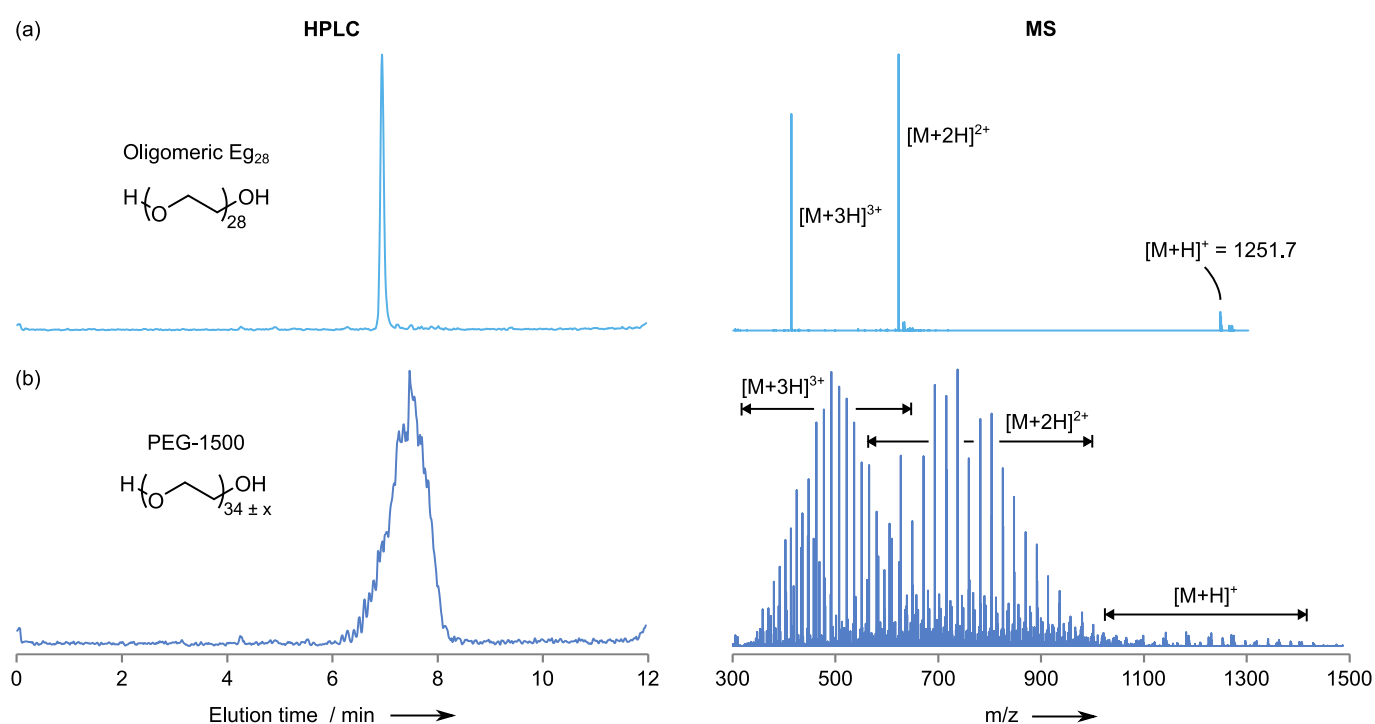 (a)
HPLC
MS
Oligomeric Eg₂₈
H
O
OH
28
[M+3H]³⁺
[M+2H]²⁺
[M+H]⁺ = 1251.7
(b)
PEG-1500
H
O
OH
34 ± x
[M+3H]³⁺
[M+2H]²⁺
[M+H]⁺
0 2 4 6 8 10 12
Elution time / min
300 500 700 900 1100 1300 1500
m/z